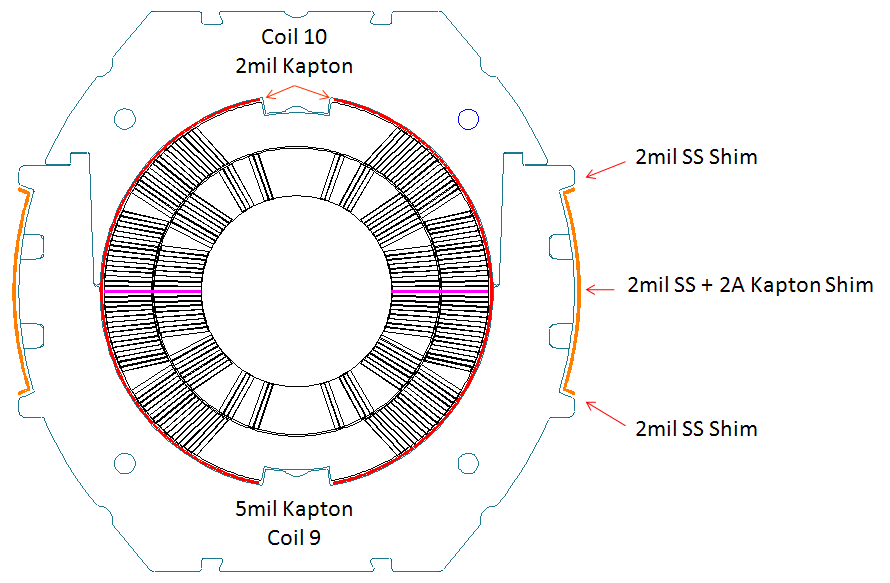 Coil 10
2mil Kapton
2mil SS Shim
2mil SS + 2A Kapton Shim
2mil SS Shim
5mil Kapton
Coil 9